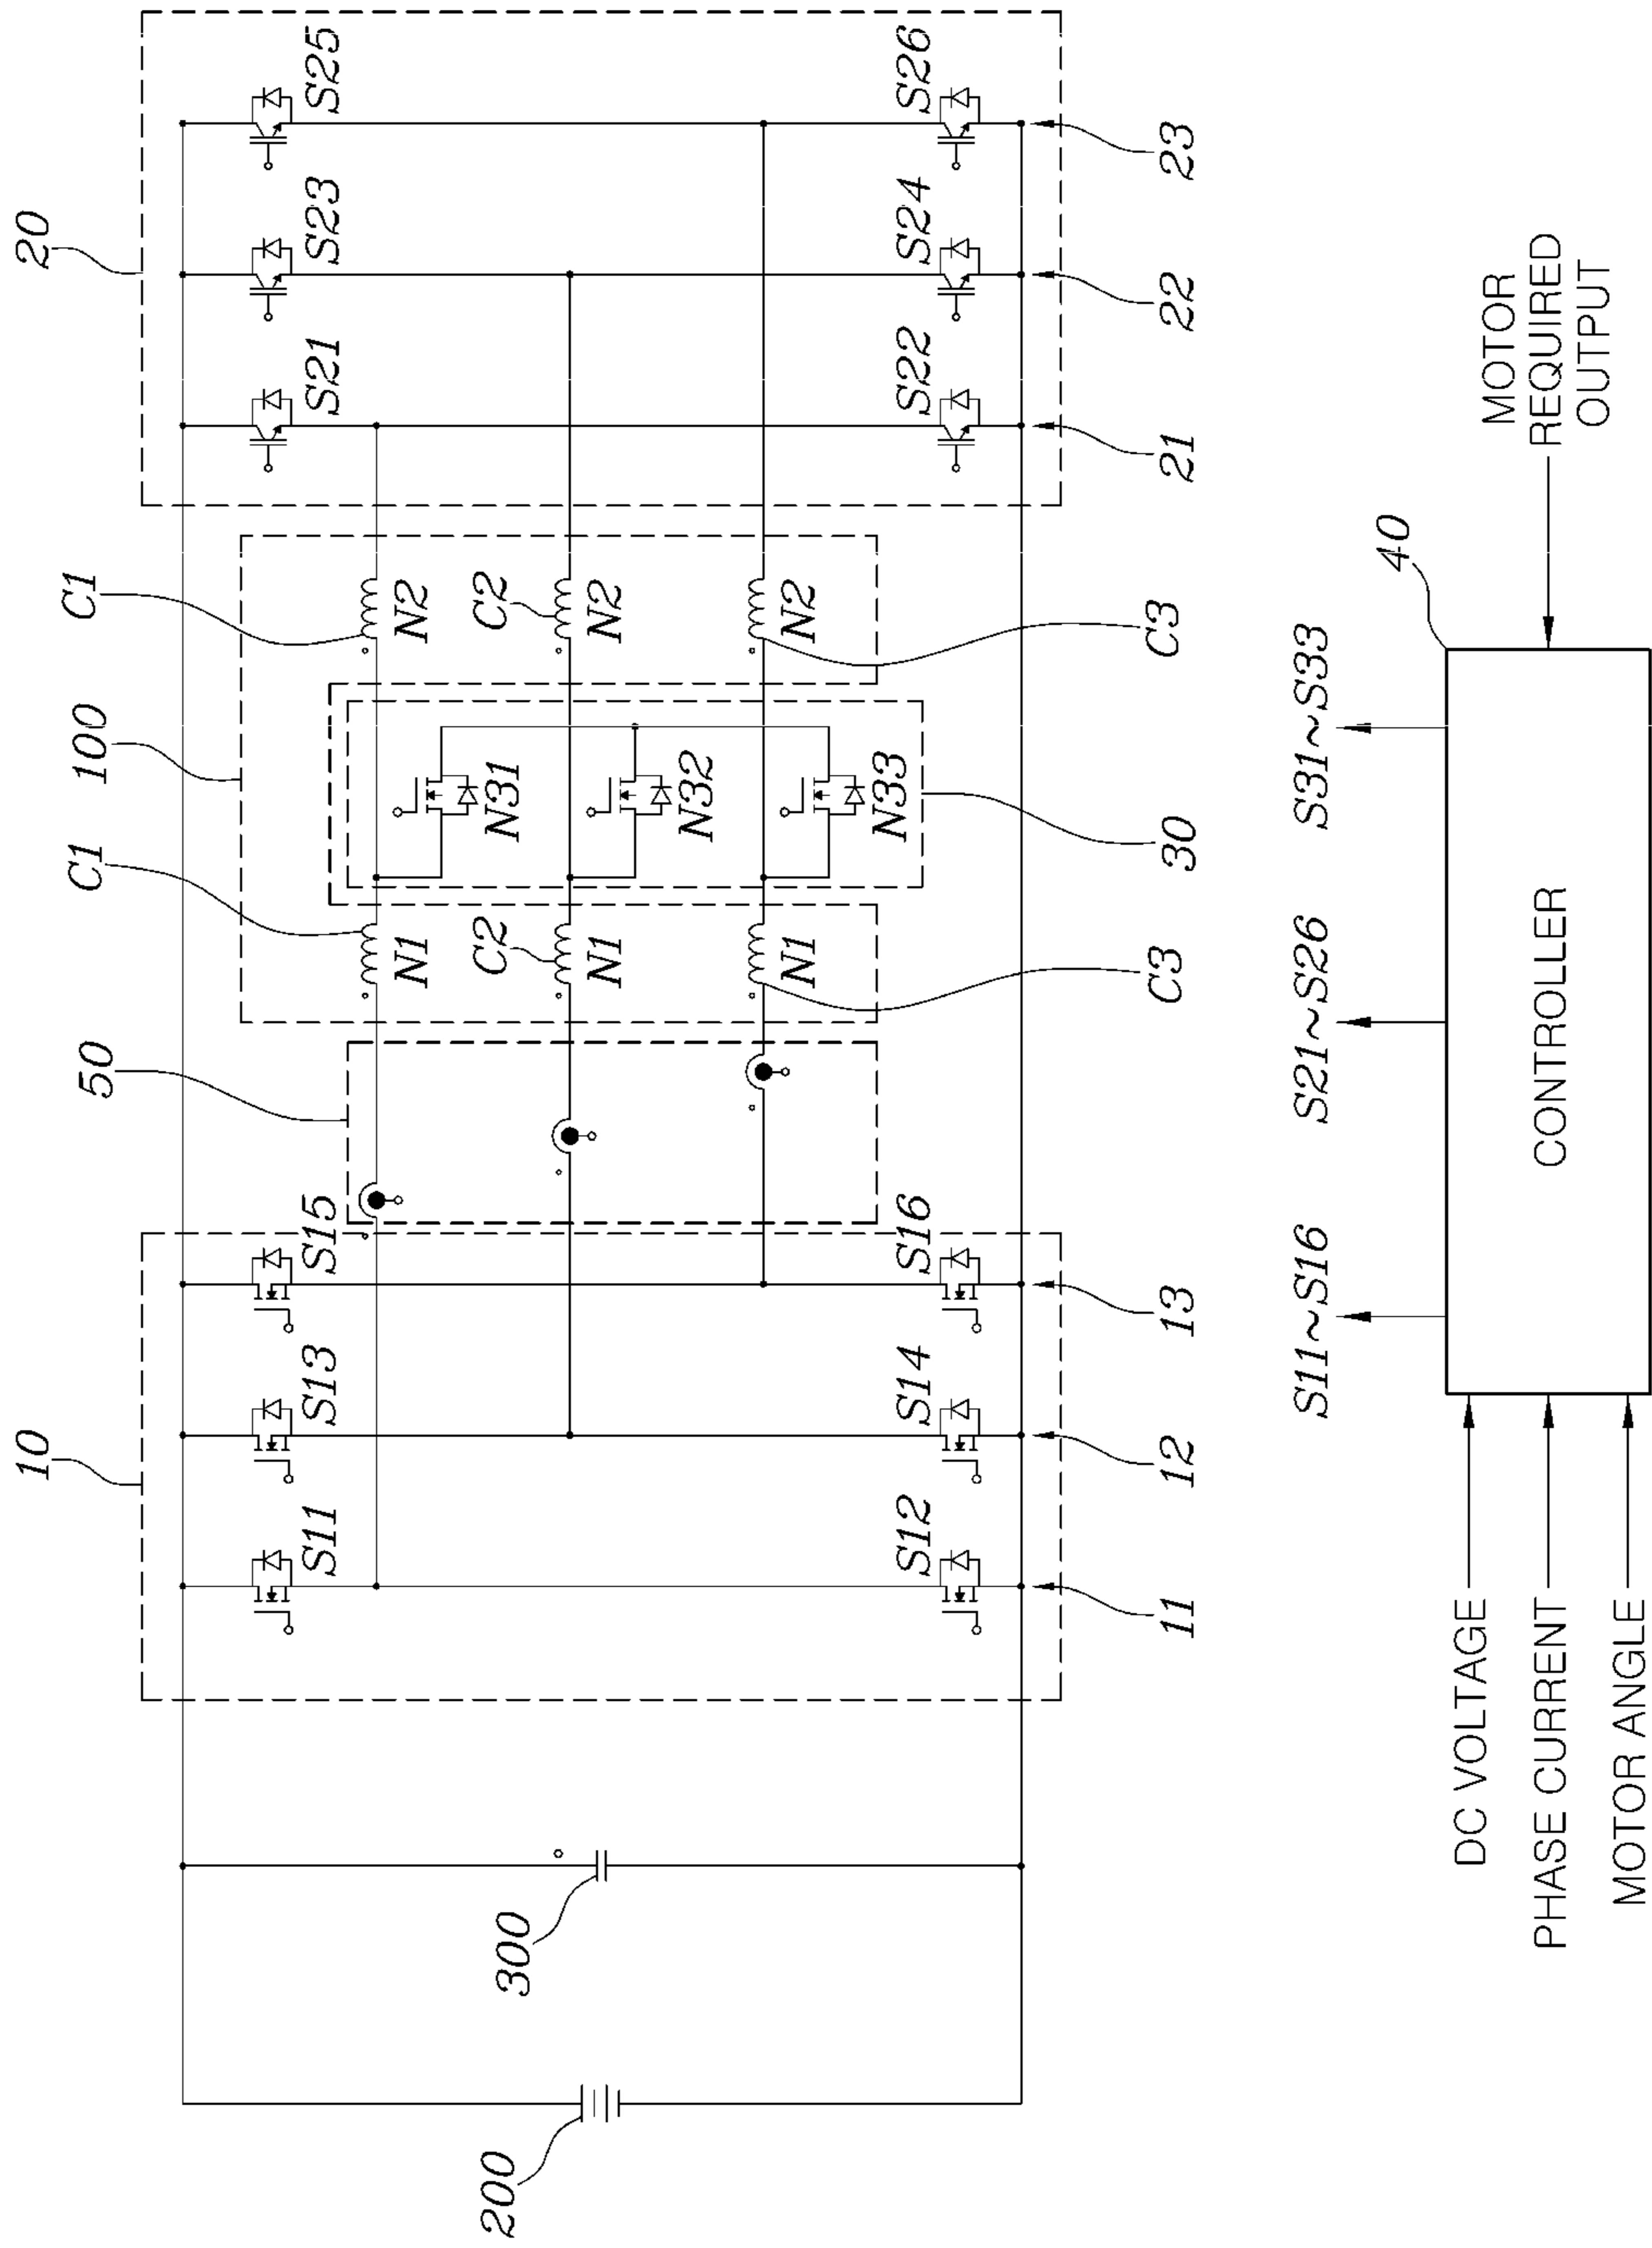 10
20
50
100
C1
C1
S11
S13
S15
S21
S23
S25
N1
N2
C2
C2
N31
N1
N2
N32
300
200
N1
N2
N33
S12
S14
S16
S22
S24
S26
11
12
13
C3
30
C3
21
22
23
S11~S16
S21~S26
S31~S33
40
DC VOLTAGE
PHASE CURRENT
MOTOR ANGLE
CONTROLLER
MOTOR
REQUIRED
OUTPUT